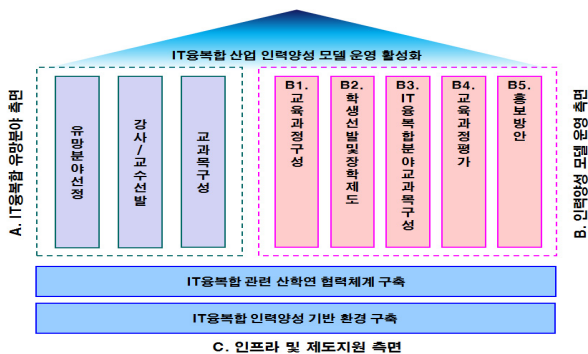 IT융복합 산업 인력양성 모델 운영 활성화
A. IT융복합 유망분야 측면
유망분야선정
강사/교수선발
교과목구성
B1. 교육과정구성
B2. 학생선발및장학제도
B3. IT융복합분야교과목구성
B4. 교육과정평가
B5. 홍보방안
B. 인력양성 모델 운영 측면
IT융복합 관련 산학연 협력체계 구축
IT융복합 인력양성 기반 환경 구축
C. 인프라 및 제도지원 측면